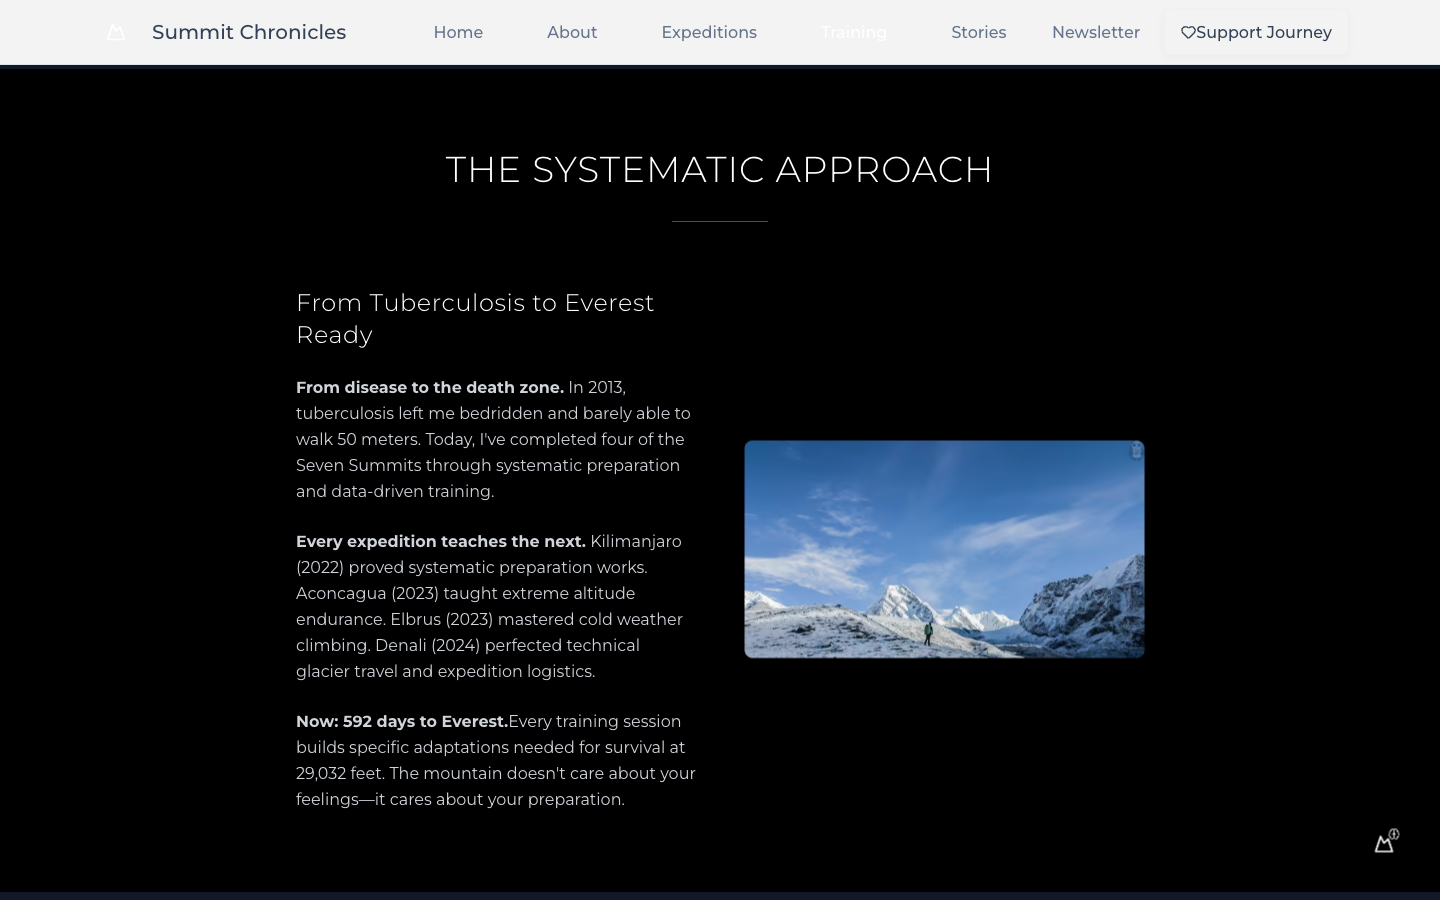 Summit Chronicles
Home
About
Expeditions
Training
Stories
Newsletter
Support Journey
THE SYSTEMATIC APPROACH
From Tuberculosis to Everest
Ready
From disease to the death zone. In 2013,
tuberculosis left me bedridden and barely able to
walk 50 meters. Today, I've completed four of the
Seven Summits through systematic preparation
and data-driven training.
Every expedition teaches the next. Kilimanjaro
(2022) proved systematic preparation works.
Aconcagua (2023) taught extreme altitude
endurance. Elbrus (2023) mastered cold weather
climbing. Denali (2024) perfected technical
glacier travel and expedition logistics.
Now: 592 days to Everest.Every training session
builds specific adaptations needed for survival at
29,032 feet. The mountain doesn't care about your
feelings—it cares about your preparation.